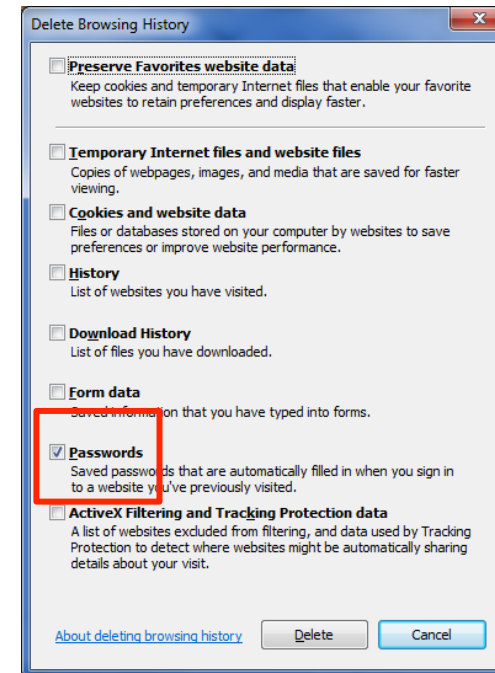 Delete Browsing History
Preserve Favorites website data
Keep cookies and temporary Internet files that enable your favorite
websites to retain preferences and display faster.
Temporary Internet files and website files
Copies of webpages, images, and media that are saved for faster
viewing.
Cookies and website data
Files or databases stored on your computer by websites to save
preferences or improve website performance.
History
List of websites you have visited.
Download History
List of files you have downloaded.
Form data
Saved information that you have typed into forms.
Passwords
Saved passwords that are automatically filled in when you sign in
to a website you've previously visited.
ActiveX Filtering and Tracking Protection data
A list of websites excluded from filtering, and data used by Tracking
Protection to detect where websites might be automatically sharing
details about your visit.
About deleting browsing history
Delete
Cancel